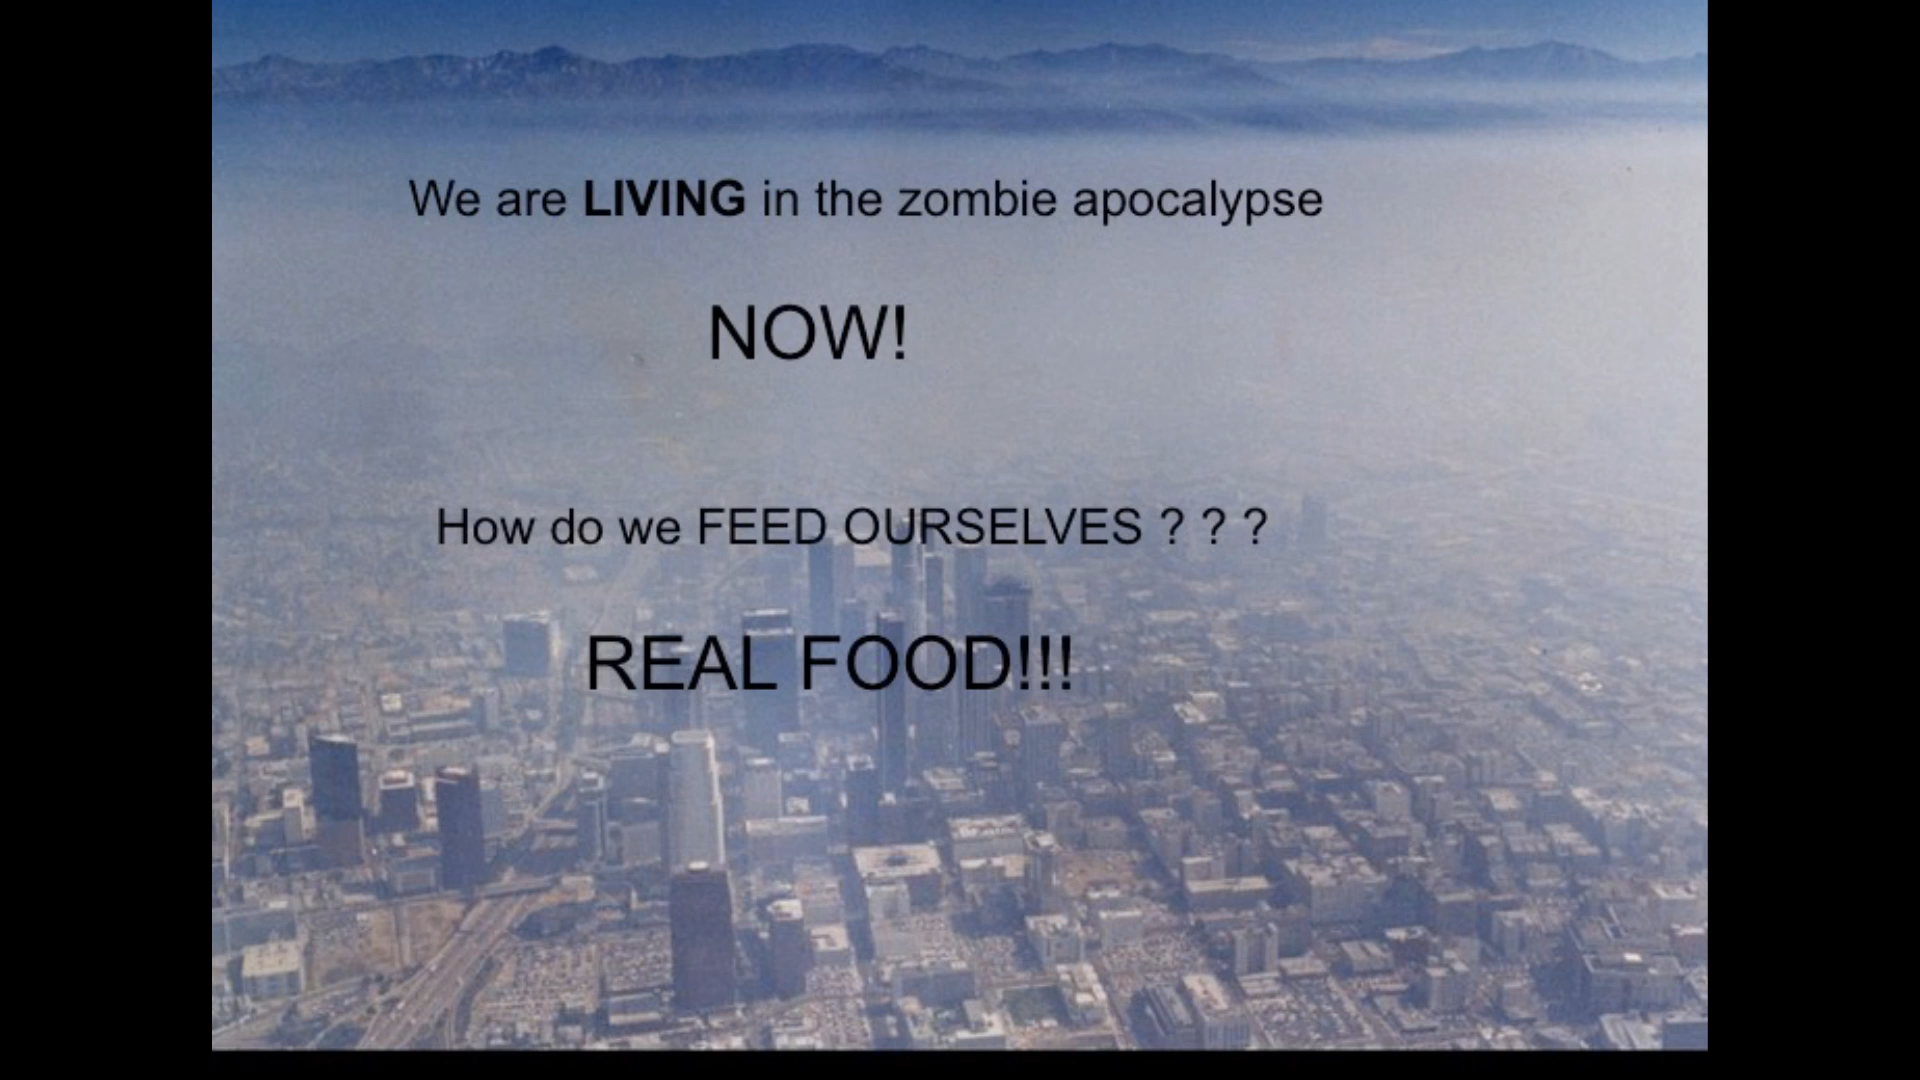 We are LIVING in the zombie apocalypse
NOW!
How do we FEED OURSELVES ? ? ?
REAL FOOD!!!